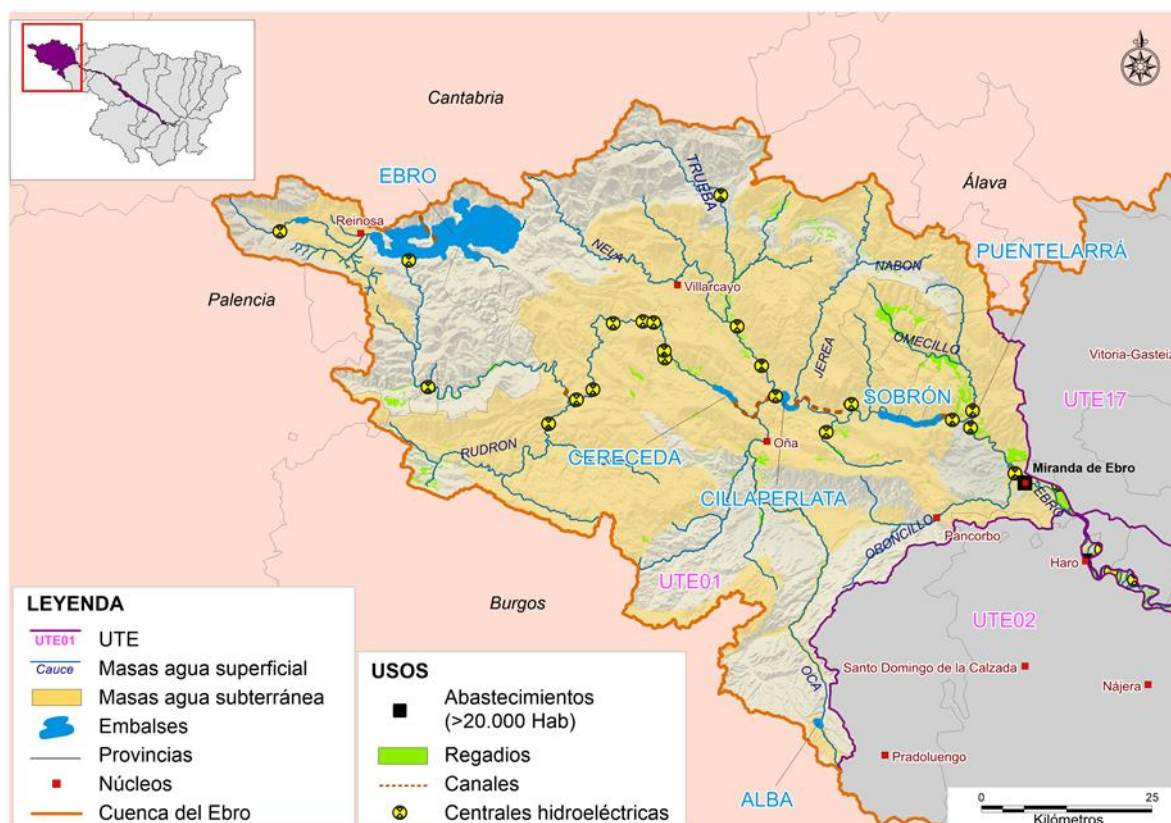 Cantabria
Álava
EBRO
TRUEBA
Reinosa
PUENTELARRÁ
NELA
NABON
Palencia
Villarcayo
OMECILLO
Vitoria-Gasteiz
JEREA
UTE17
SOBRÓN
RUDRON
Oña
CERECEDA
Miranda de Ebro
CILLAPERLATA
EBRO
ORONCILLO
Pancorbo
Haro
UTE01
Burgos
UTE02
Santo Domingo de la Calzada
OCA
Nájera
Pradoluengo
ALBA
LEYENDA
UTE01 UTE
Cauce Masas agua superficial
Masas agua subterránea
Embalses
Provincias
Núcleos
Cuenca del Ebro
USOS
Abastecimientos
(>20.000 Hab)
Regadios
Canales
Centrales hidroeléctricas
0 25
Kilómetros